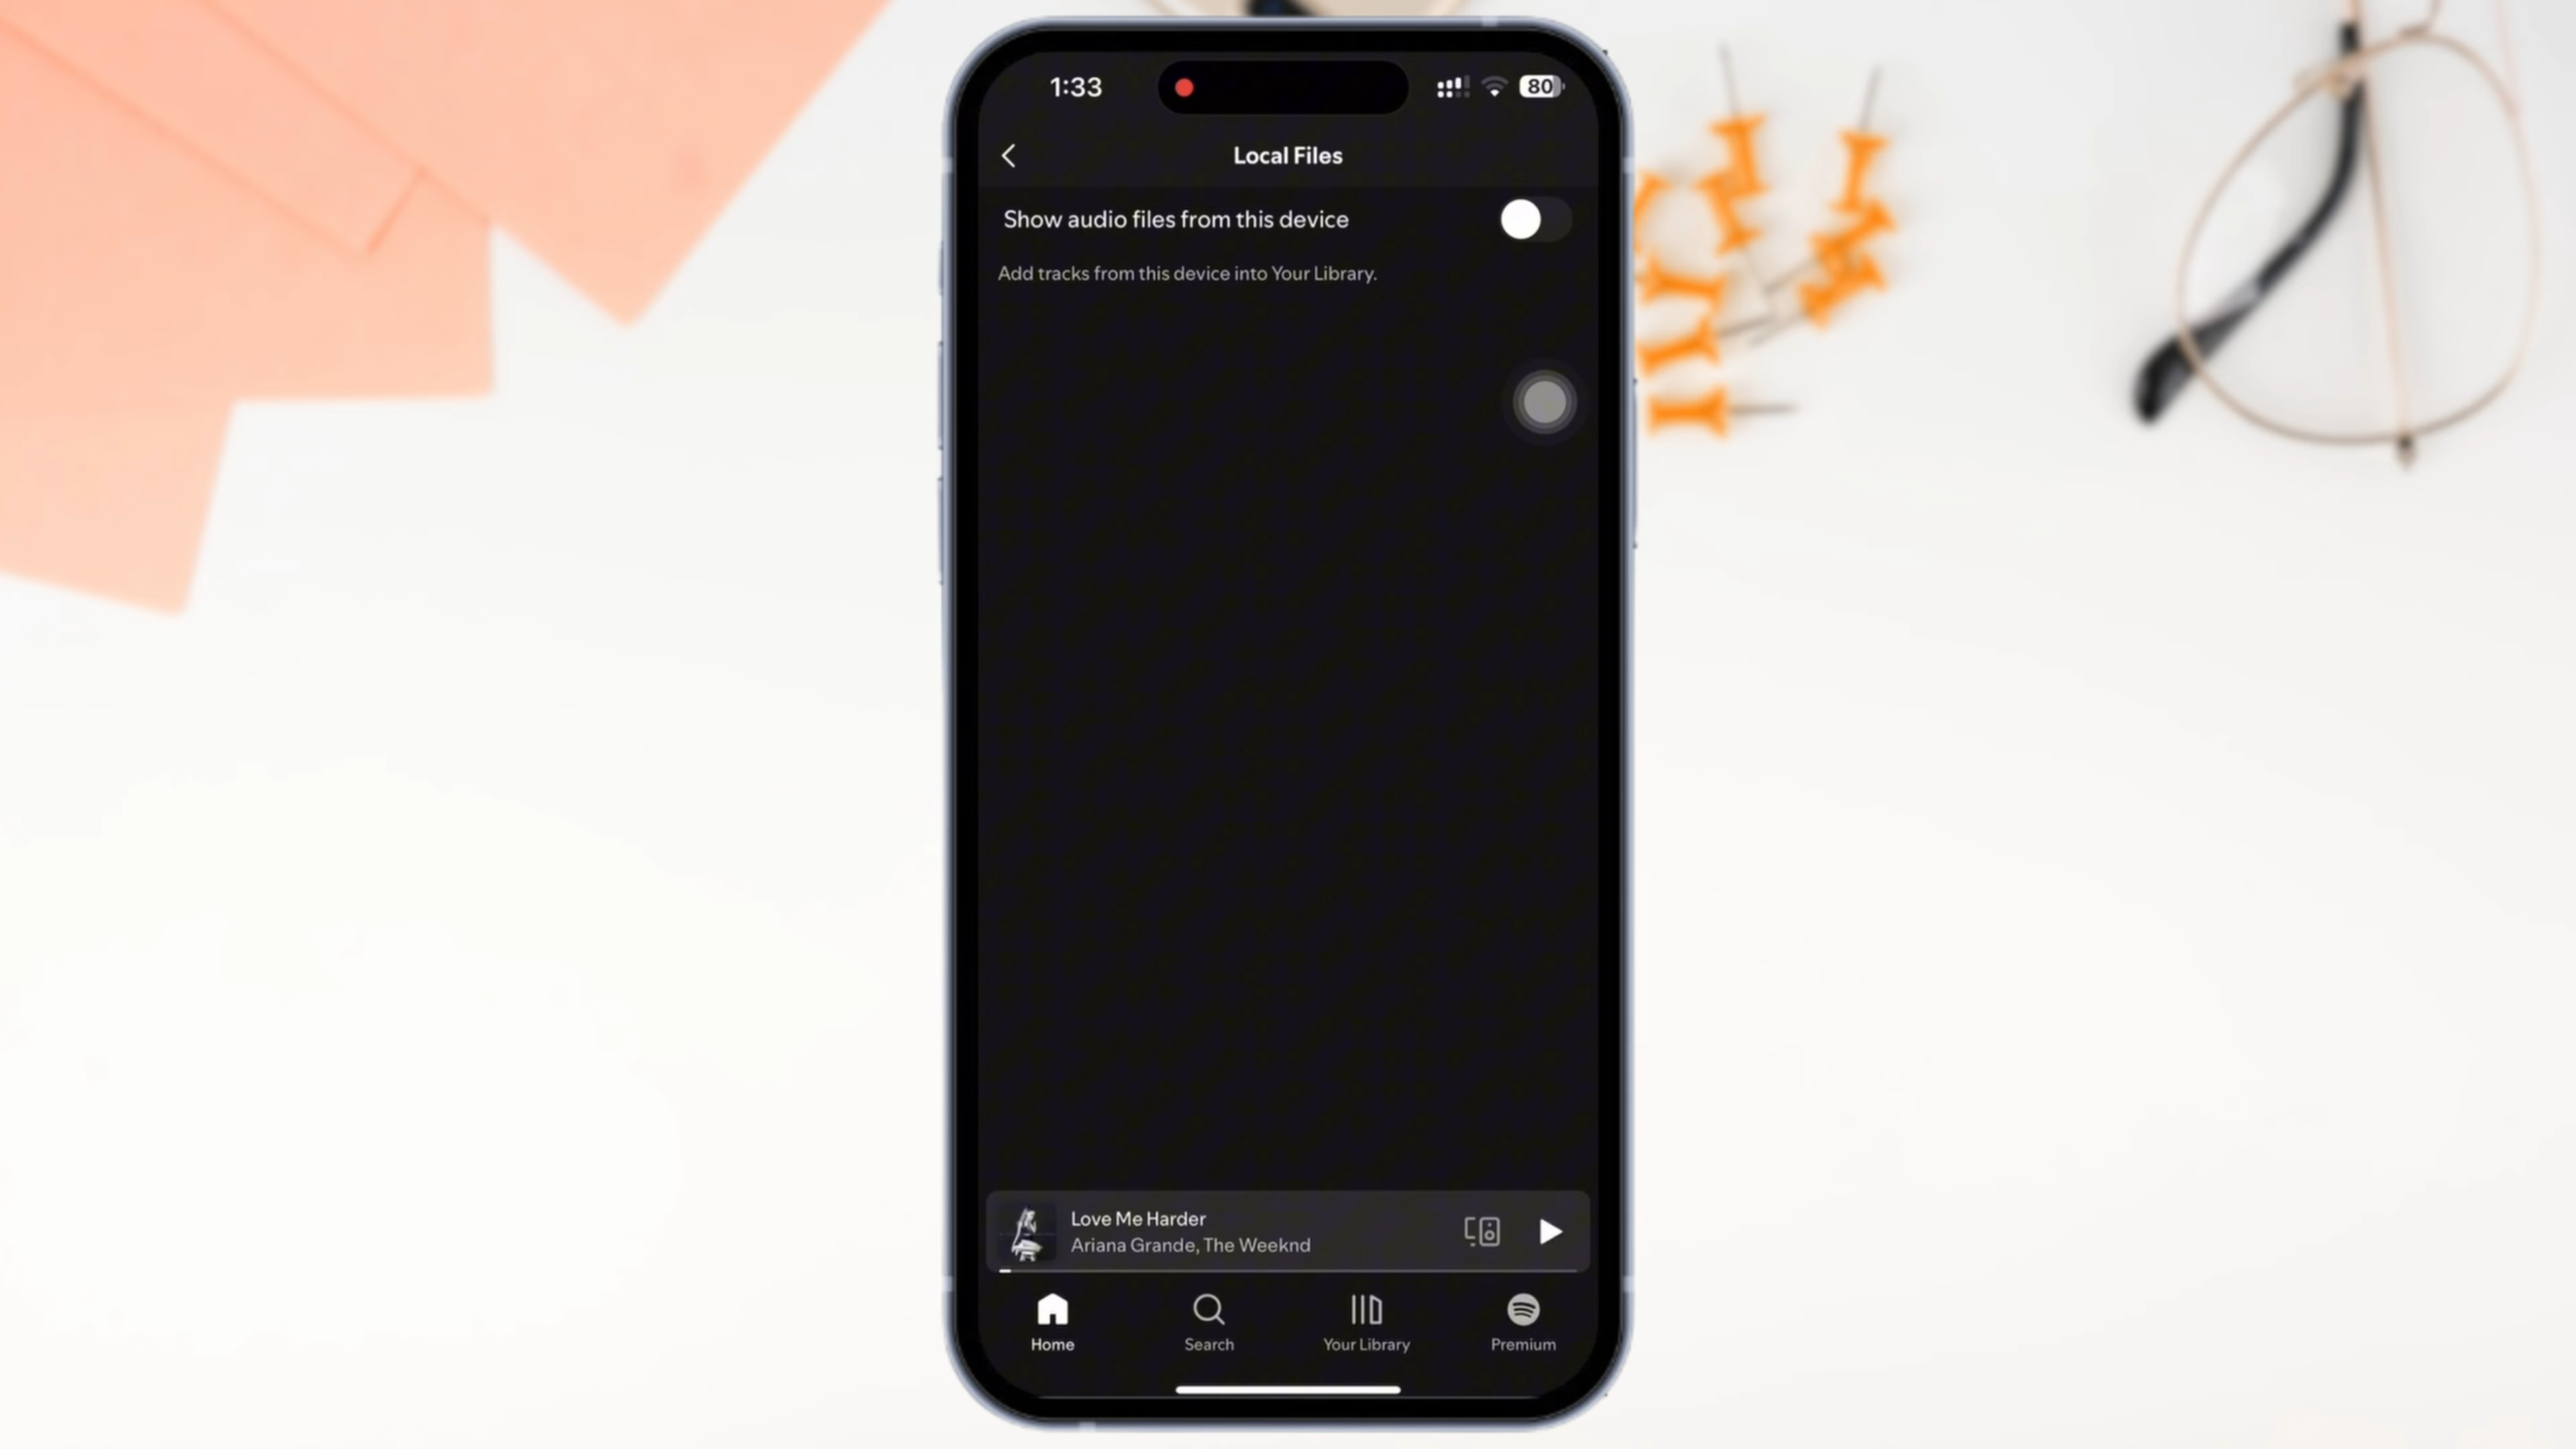 1:33
80
Local Files
Show audio files from this device
Add tracks from this device into Your Library.
Love Me Harder
Ariana Grande, The Weeknd
Home
Search
Your Library
Premium